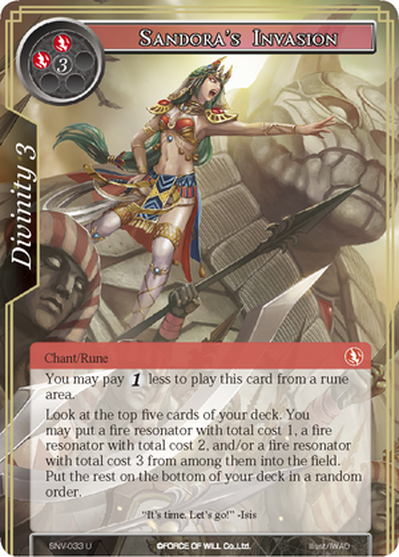 Sandora's Invasion
3
Divinity 3
Chant/Rune
You may pay 1 less to play this card from a rune
area.
Look at the top five cards of your deck. You
may put a fire resonator with total cost 1, a fire
resonator with total cost 2, and/or a fire resonator
with total cost 3 from among them into the field.
Put the rest on the bottom of your deck in a random
order.
"It's time. Let's go!" -Isis
SNV-033 U
©FORCE OF WILL Co.,Ltd.
Illust/IWAO